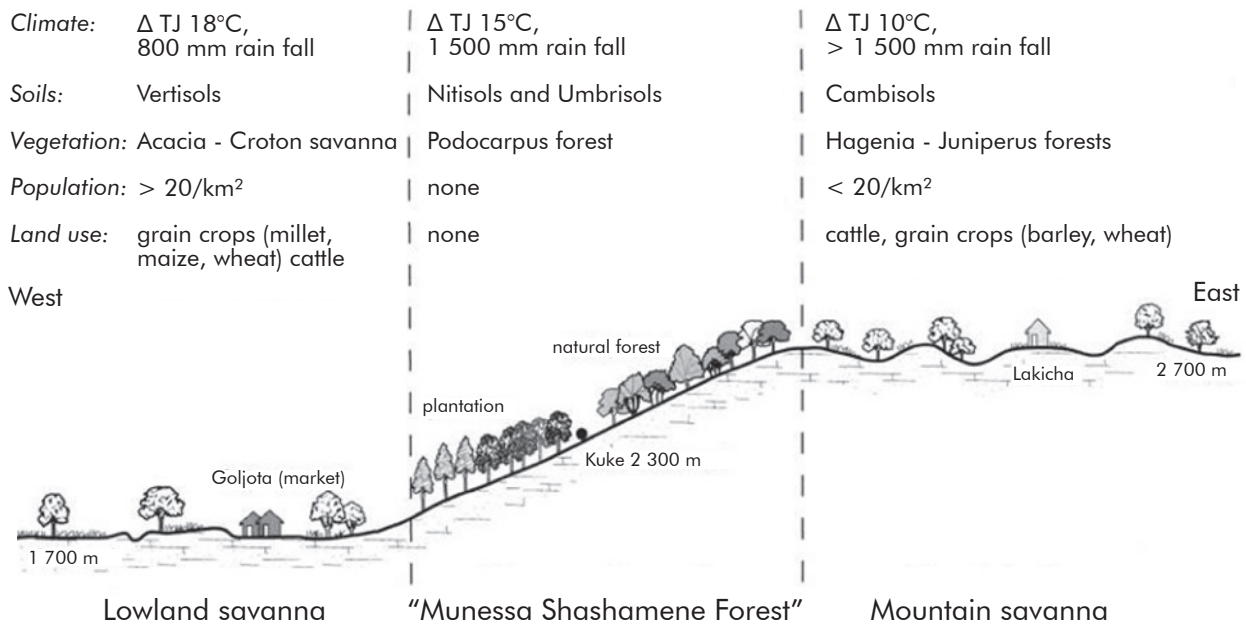 Climate: Δ TJ 18°C, Δ TJ 15°C, Δ TJ 10°C,
800 mm rain fall 1 500 mm rain fall > 1 500 mm rain fall
Soils: Vertisols Nitisols and Umbrisols Cambisols
Vegetation: Acacia - Croton savanna Podocarpus forest Hagenia - Juniperus forests
Population: > 20/km² none < 20/km²
Land use: grain crops (millet, none cattle, grain crops (barley, wheat)
maize, wheat) cattle
West East
natural forest
Lakicha 2 700 m
plantation
Kuke 2 300 m
Goljota (market)
1 700 m
Lowland savanna "Munessa Shashamene Forest" Mountain savanna